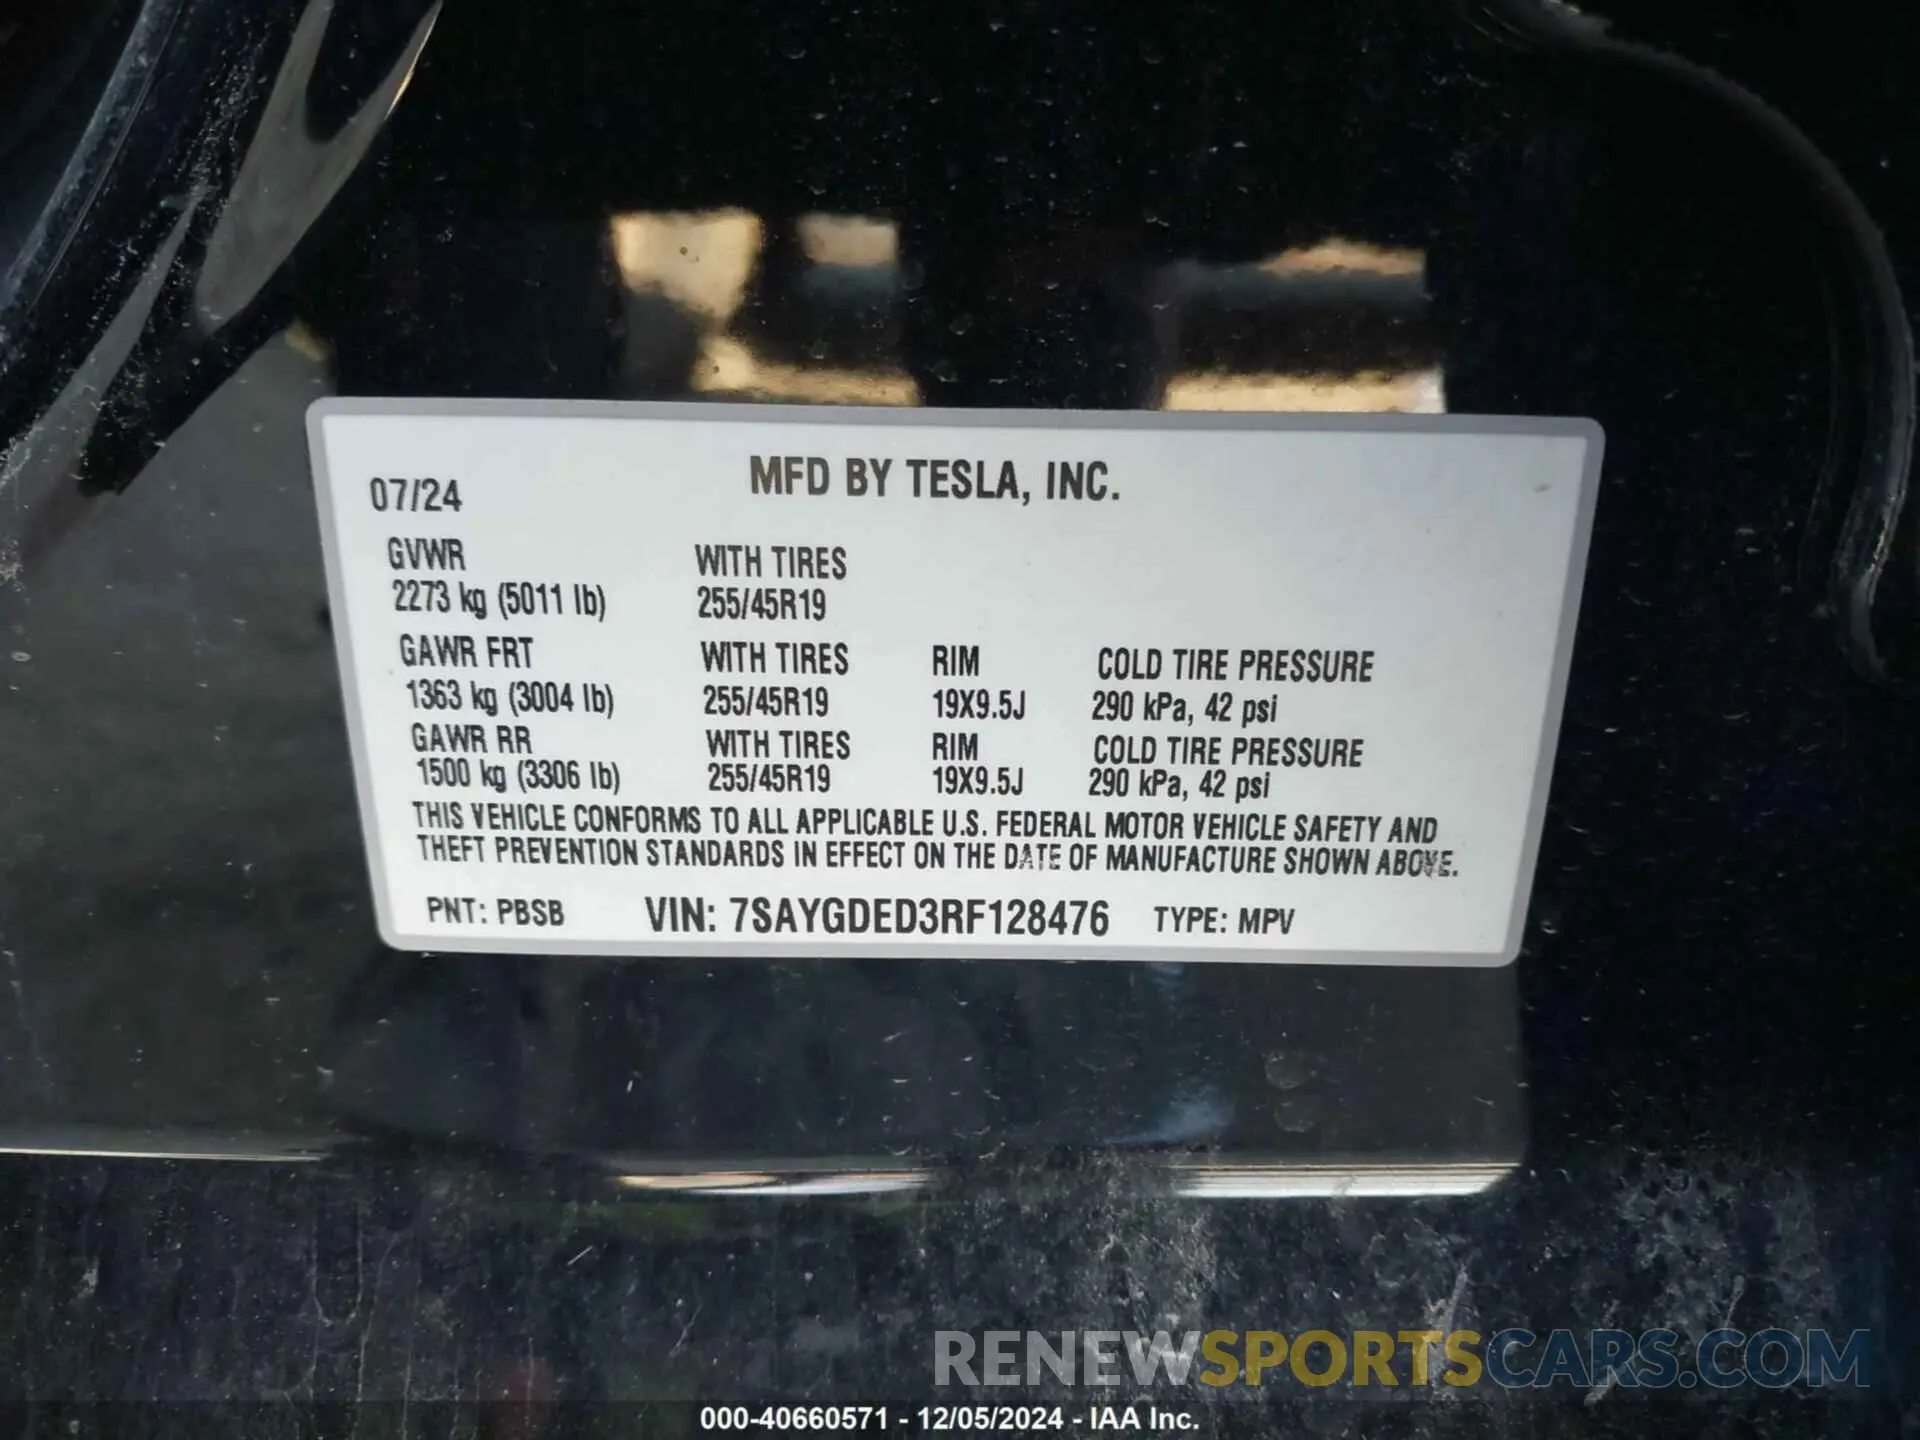 07/24 MFD BY TESLA, INC.
GVWR WITH TIRES
2273 kg (5011 lb) 255/45R19
GAWR FRT WITH TIRES RIM COLD TIRE PRESSURE
1363 kg (3004 lb) 255/45R19 19X9.5J 290 kPa, 42 psi
GAWR RR WITH TIRES RIM COLD TIRE PRESSURE
1500 kg (3306 lb) 255/45R19 19X9.5J 290 kPa, 42 psi
THIS VEHICLE CONFORMS TO ALL APPLICABLE U.S. FEDERAL MOTOR VEHICLE SAFETY AND
THEFT PREVENTION STANDARDS IN EFFECT ON THE DATE OF MANUFACTURE SHOWN ABOVE.
PNT: PBSB VIN: 7SAYGDED3RF128476 TYPE: MPV
RENEWSPORTSCARS.COM
000-40660571 - 12/05/2024 - IAA Inc.